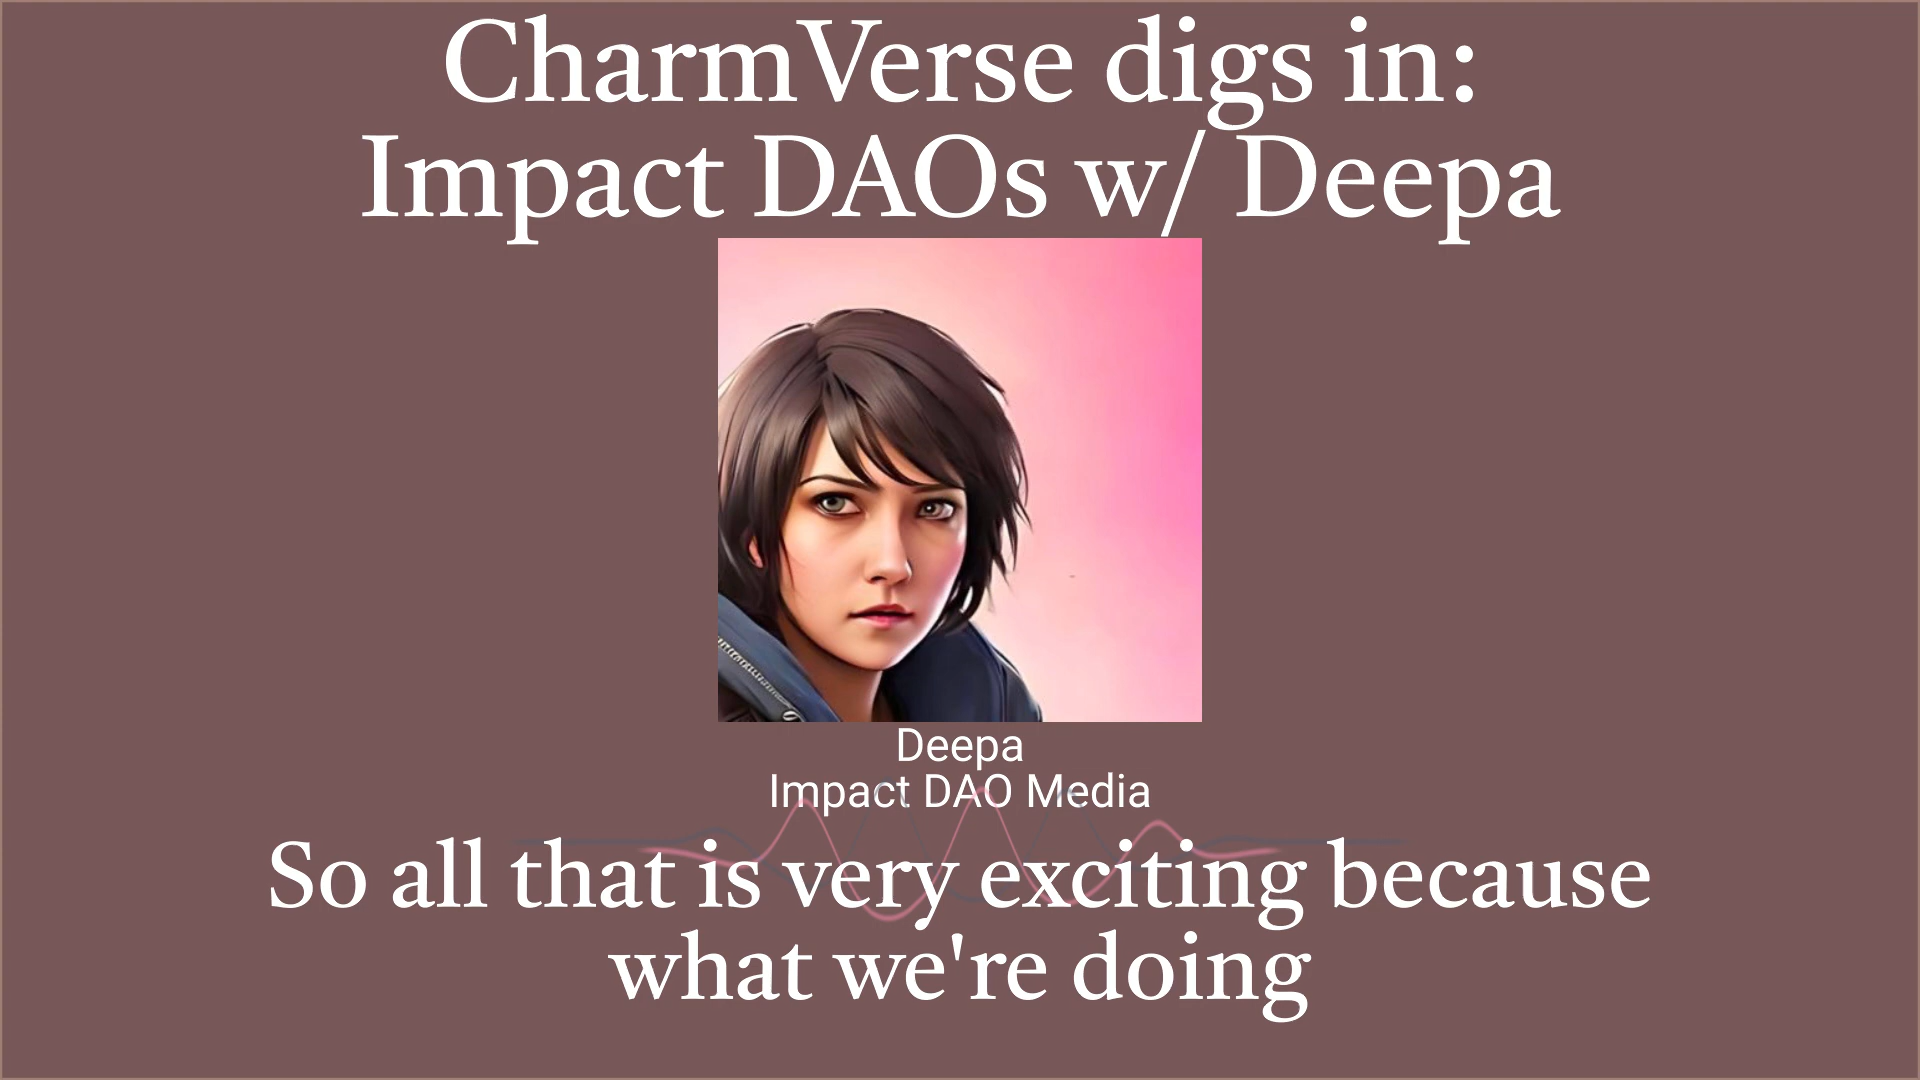 CharmVerse digs in:
Impact DAOs w/ Deepa
Deepa
Impact DAO Media
So all that is very exciting because
what we're doing